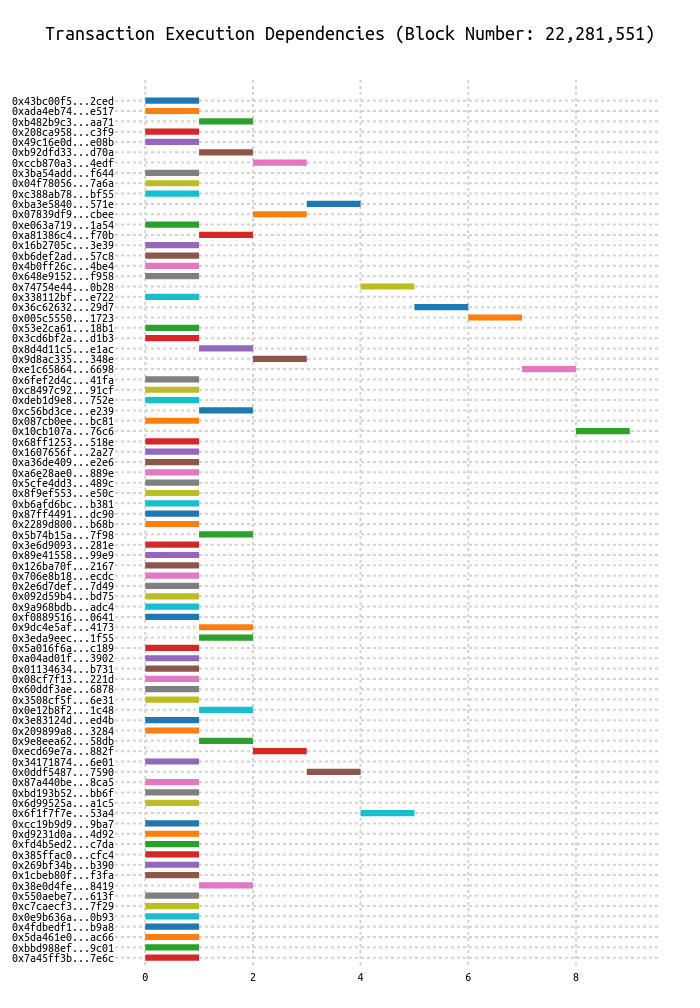 Transaction Execution Dependencies (Block Number: 22,281,551)
0x43bc00f5...2ced
0xada4eb74...e517
0xb482b9c3...aa71
0x208ca958...c3f9
0x49c16e0d...e08b
0xb92dfd33...d70a
0xccb870a3...4edf
0x3ba54add...f644
0x04f78056...7a6a
0xc388ab78...bf55
0xba3e5840...571e
0x07839df9...cbee
0xe063a719...1a54
0xa81386c4...f70b
0x16b2705c...3e39
0xb6def2ad...57c8
0x4b0ff26c...4be4
0x648e9152...f958
0x74754e44...0b28
0x338112bf...e722
0x36c62632...29d7
0x005c5550...1723
0x53e2ca61...18b1
0x3cd6bf2a...d1b3
0x8d4d11c5...e1ac
0x9d8ac335...348e
0xe1c65864...6698
0x6fef2d4c...41fa
0xc8497c92...91cf
0xdeb1d9e8...752e
0xc56bd3ce...e239
0x087cb0ee...bc81
0x10cb107a...76c6
0x68ff1253...518e
0x1607656f...2a27
0xa36de409...e2e6
0xa6e28ae0...889e
0x5cfe4dd3...489c
0x8f9ef553...e50c
0xb6afd6bc...b381
0x87ff4491...dc90
0x2289d800...b68b
0x5b74b15a...7f98
0x3e6d9093...281e
0x89e41558...99e9
0x126ba70f...2167
0x706e8b18...ecdc
0x2e6d7def...7d49
0x092d59b4...bd75
0x9a968bdb...adc4
0xf0889516...0641
0x9dc4e5af...4173
0x3eda9eec...1f55
0x5a016f6a...c189
0xa04ad01f...3902
0x01134634...b731
0x08cf7f13...221d
0x60ddf3ae...6878
0x3508cf5f...6e31
0x0e12b8f2...1c48
0x3e83124d...ed4b
0x209899a8...3284
0x9e8eea62...58db
0xecd69e7a...882f
0x34171874...6e01
0x0ddf5487...7590
0x87a440be...8ca5
0xbd193b52...bb6f
0x6d99525a...a1c5
0x6f1f7f7e...53a4
0xcc19b9d9...9ba7
0xd9231d0a...4d92
0xfd4b5ed2...c7da
0x385ffac0...cfc4
0x269bf34b...b390
0x1cbeb80f...f3fa
0x38e0d4fe...8419
0x550aebe7...613f
0xc7caecf3...7f29
0x0e9b636a...0b93
0x4fdbedf1...b9a8
0x5da461e0...ac66
0xbbd988ef...9c01
0x7a45ff3b...7e6c
0 2 4 6 8